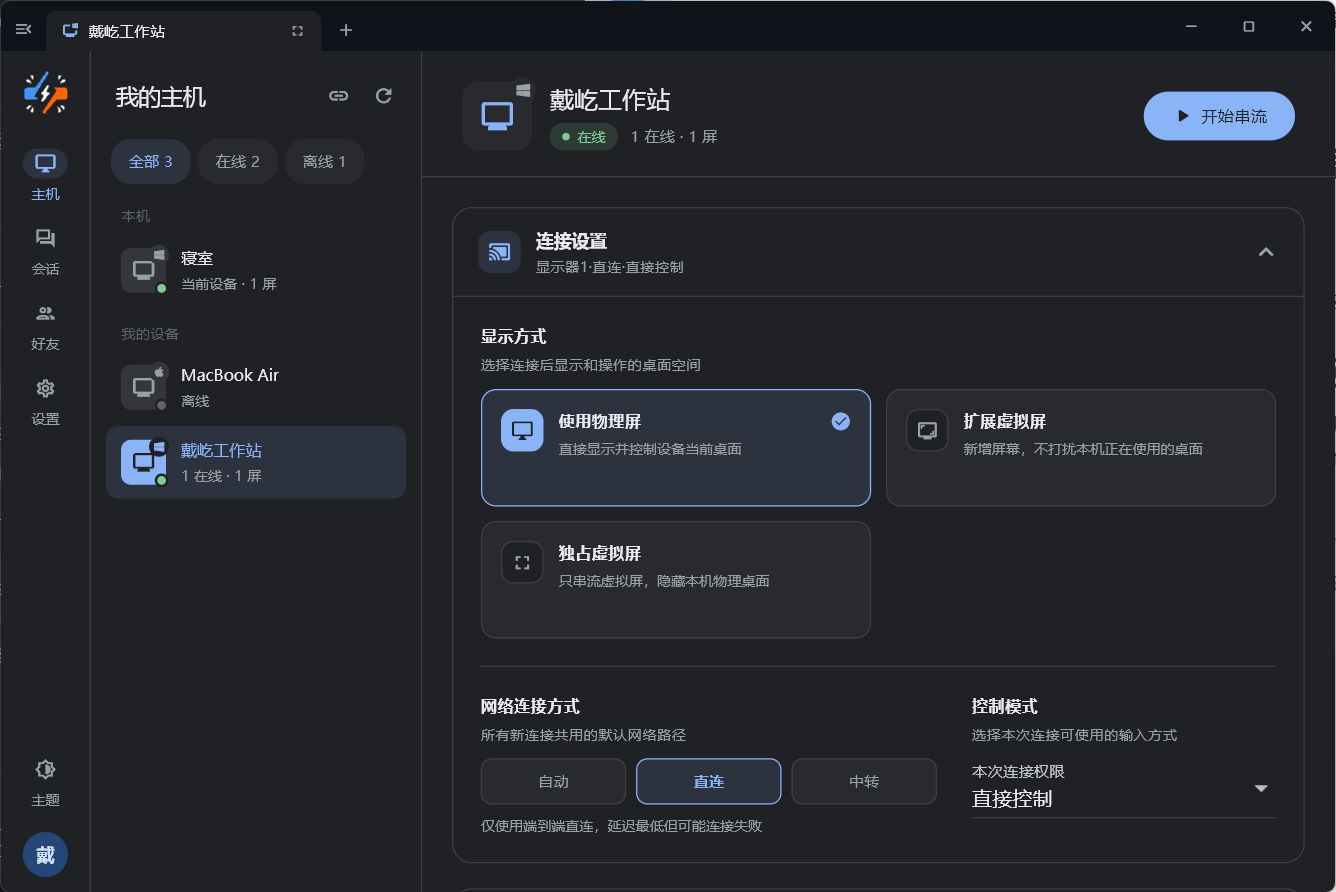 戴屹工作站
我的主机
全部 3
在线 2
离线 1
本机
寝室
当前设备 · 1 屏
我的设备
MacBook Air
离线
戴屹工作站
1 在线 · 1 屏
主机
会话
好友
设置
主题
戴
戴屹工作站
在线
1 在线 · 1 屏
开始串流
连接设置
显示器1·直连·直接控制
显示方式
选择连接后显示和操作的桌面空间
使用物理屏
直接显示并控制设备当前桌面
扩展虚拟屏
新增屏幕，不打扰本机正在使用的桌面
独占虚拟屏
只串流虚拟屏，隐藏本机物理桌面
网络连接方式
所有新连接共用的默认网络路径
自动
直连
中转
仅使用端到端直连，延迟最低但可能连接失败
控制模式
选择本次连接可使用的输入方式
本次连接权限
直接控制